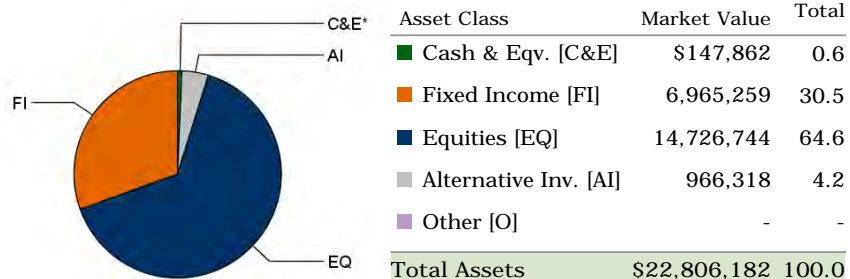 C&E*
AI
FI
EQ
Asset Class Market Value Total
Cash & Eqv. [C&E] $147,862 0.6
Fixed Income [FI] 6,965,259 30.5
Equities [EQ] 14,726,744 64.6
Alternative Inv. [AI] 966,318 4.2
Other [O] - -
Total Assets $22,806,182 100.0